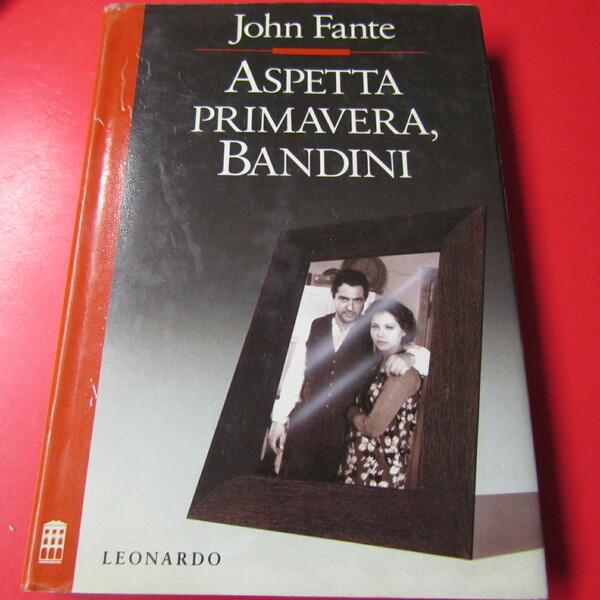 John Fante
ASPETTA
PRIMAVERA,
BANDINI
LEONARDO